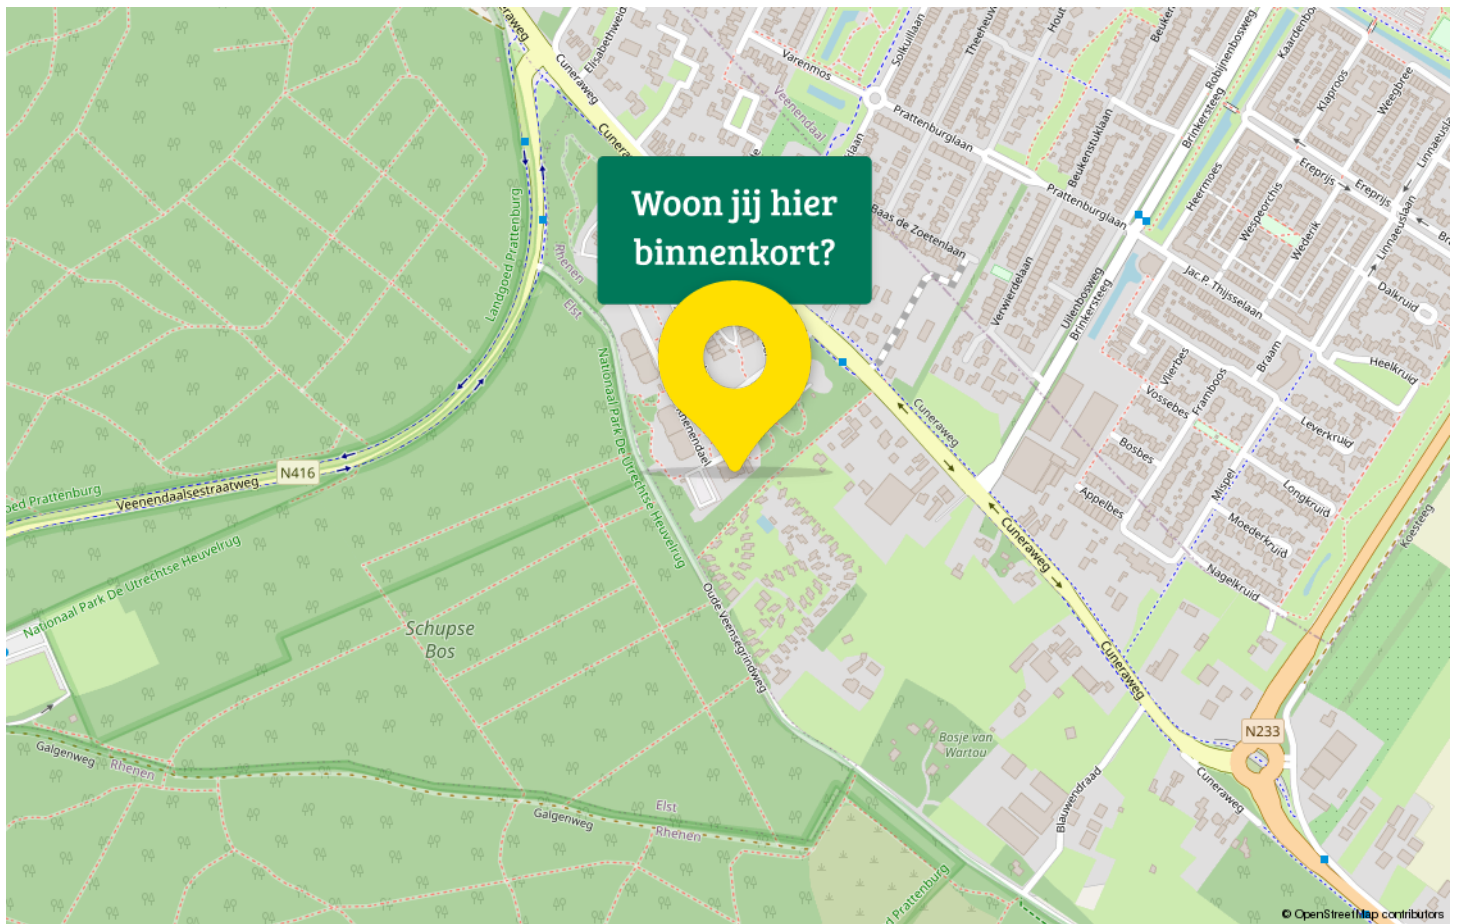 Cuneraweg
Elisabethweid
Cuneraweg
Varenmos
Solkuillaan
Robijnenbosweg
Brinkersteeg
Klaproos
Weegbree
Veenendaal
Prattenburglaan
Beukenstuklaan
Heermoes
Ereprijs
Ereprijs
Linnaeuslaan
Woon jij hier
binnenkort?
Prattenburglaan
Wespeorchis
Wederik
Linnaeuslaan
Landgoed Prattenburg
Rhenen
Elst
Baas de Zoetenlaan
Verwierdelaan
Uilenbosweg
Brinkersteeg
Jac. P. Thijsselaan
Dalkruid
Heelkruid
Vlierbes
Framboos
Braam
Vossebes
Leverkruid
Bosbes
Nationaal Park De Utrechtse Heuvelrug
Cuneraweg
N416
Veenendaalsestraatweg
Appelbes
Mispel
Longkruid
Moederkruid
Koesteeg
Cuneraweg
Nagelkruid
Nationaal Park De Utrechtse Heuvelrug
Schupse
Bos
Oude Veensegrindweg
Cuneraweg
N233
Bosje van
Wartou
Galgenweg
Rhenen
Cuneraweg
Blauwendraad
Elst
Galgenweg
Rhenen
© OpenStreetMap contributors